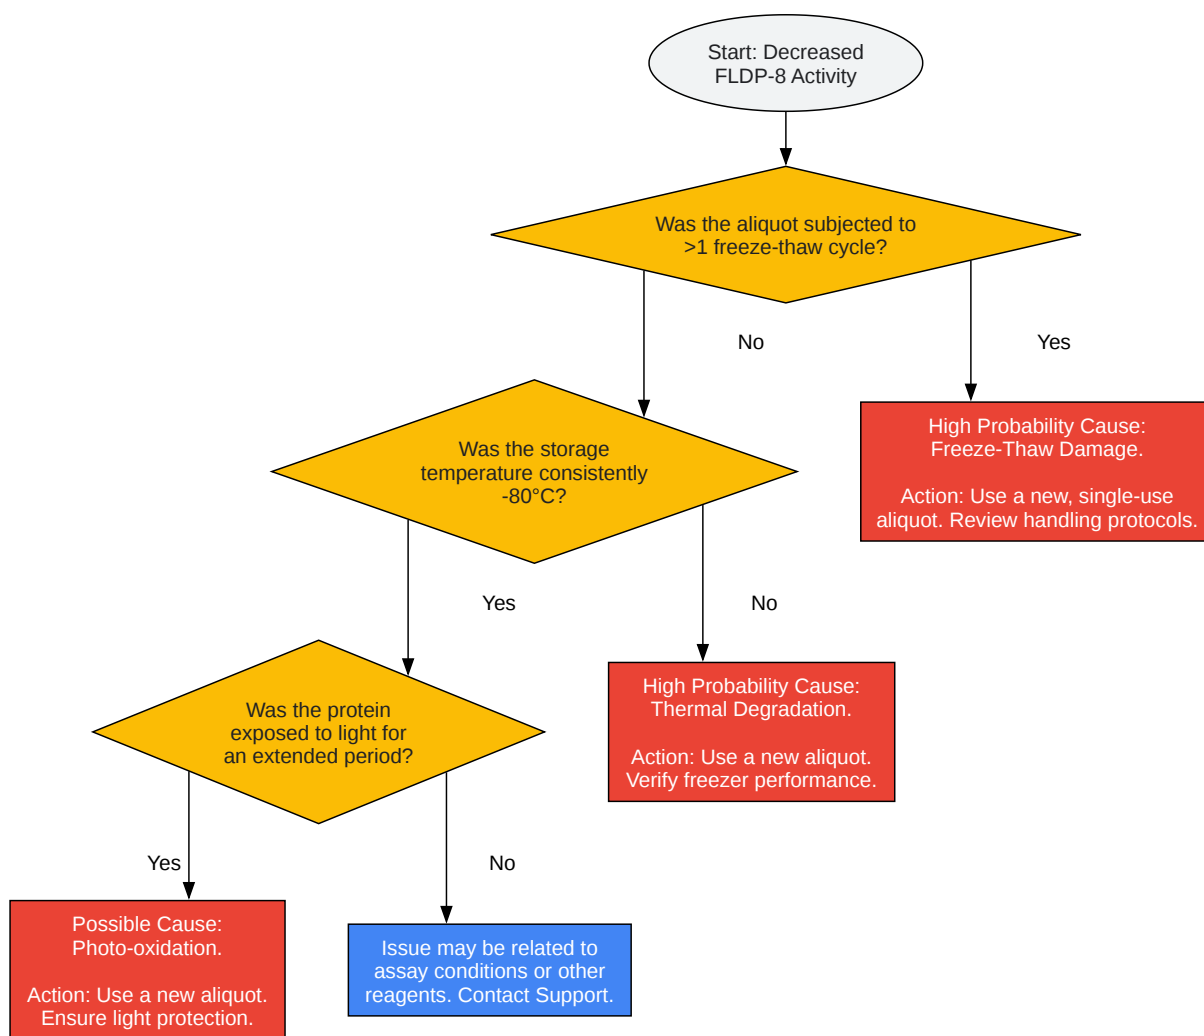 Start: Decreased
FLDP-8 Activity
Was the aliquot subjected to
>1 freeze-thaw cycle?
No
Yes
Was the storage
temperature consistently
-80°C?
High Probability Cause:
Freeze-Thaw Damage.
Action: Use a new, single-use
aliquot. Review handling protocols.
Yes
No
Was the protein
exposed to light for
an extended period?
High Probability Cause:
Thermal Degradation.
Action: Use a new aliquot.
Verify freezer performance.
Yes
No
Possible Cause:
Photo-oxidation.
Action: Use a new aliquot.
Ensure light protection.
Issue may be related to
assay conditions or other
reagents. Contact Support.